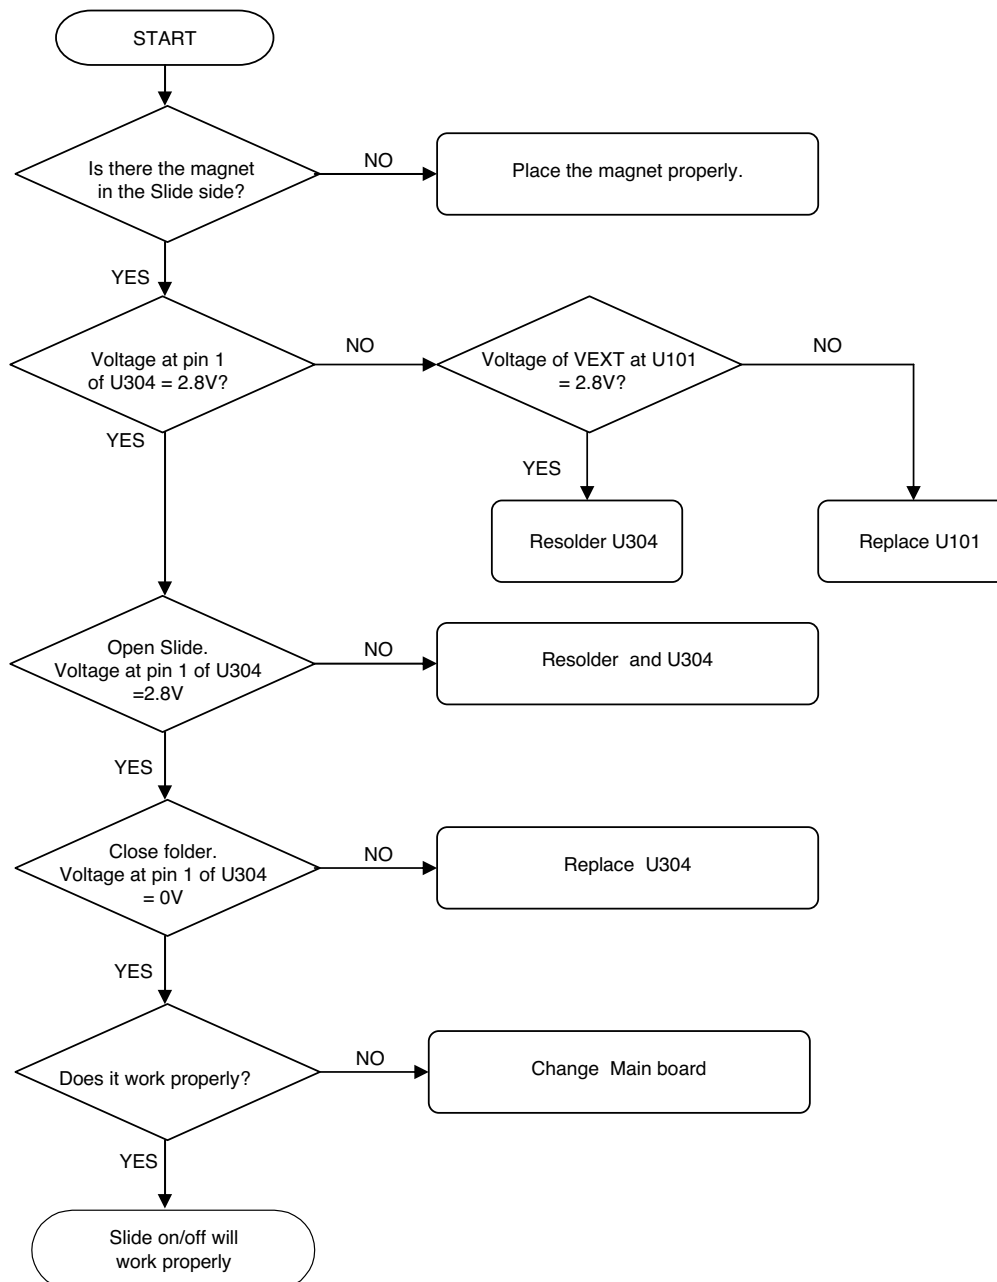 START
Is there the magnet
in the Slide side?
NO
Place the magnet properly.
YES
Voltage at pin 1
of U304 = 2.8V?
NO
Voltage of VEXT at U101
= 2.8V?
NO
YES
YES
Resolder U304
Replace U101
Open Slide.
Voltage at pin 1 of U304
=2.8V
NO
Resolder  and U304
YES
Close folder.
Voltage at pin 1 of U304
= 0V
NO
Replace  U304
YES
Does it work properly?
NO
Change  Main board
YES
Slide on/off will
work properly